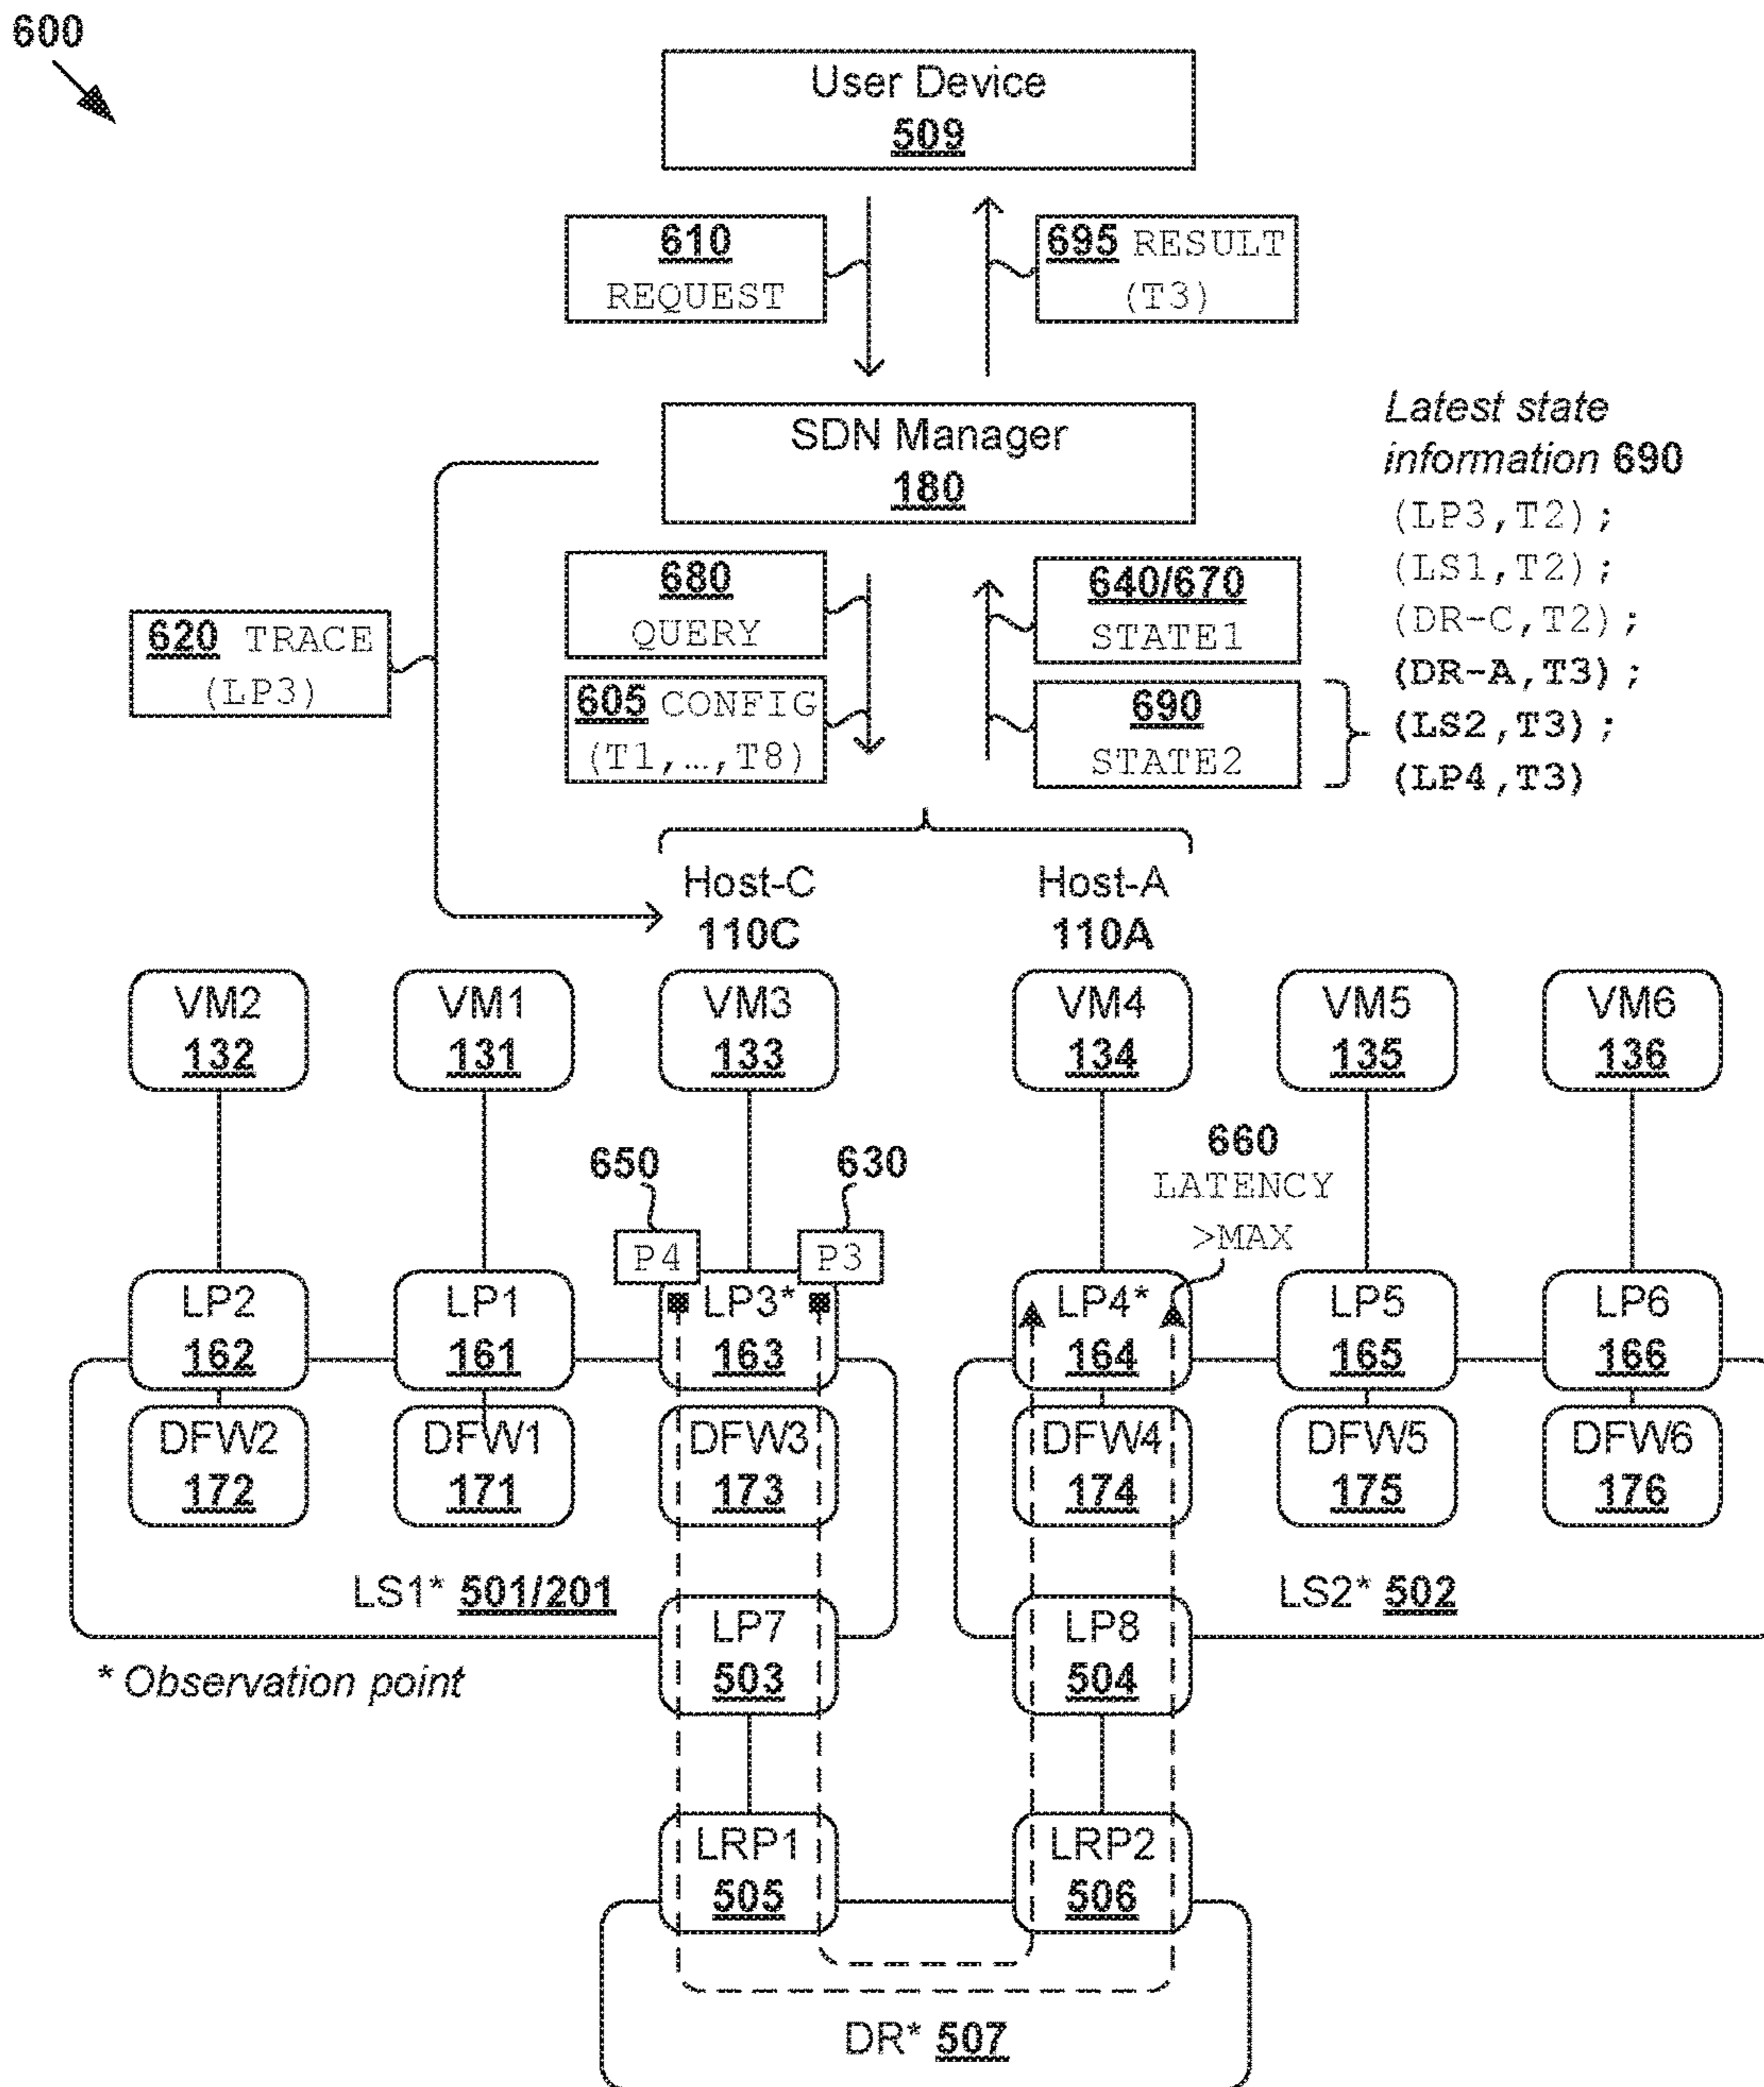 600
User Device
509
610
REQUEST
695 RESULT
(T3)
SDN Manager
180
Latest state
information 690
(LP3,T2);
(LS1,T2);
(DR-C,T2);
(DR-A,T3);
(LS2,T3);
(LP4,T3)
620 TRACE
(LP3)
680
QUERY
640/670
STATE1
605 CONFIG
(T1,…,T8)
690
STATE2
Host-C
110C
Host-A
110A
VM2
132
VM1
131
VM3
133
VM4
134
VM5
135
VM6
136
650
630
660
LATENCY
>MAX
P4
P3
LP2
162
LP1
161
LP3*
163
LP4*
164
LP5
165
LP6
166
DFW2
172
DFW1
171
DFW3
173
DFW4
174
DFW5
175
DFW6
176
LS1* 501/201
LS2* 502
LP7
503
LP8
504
* Observation point
LRP1
505
LRP2
506
DR* 507